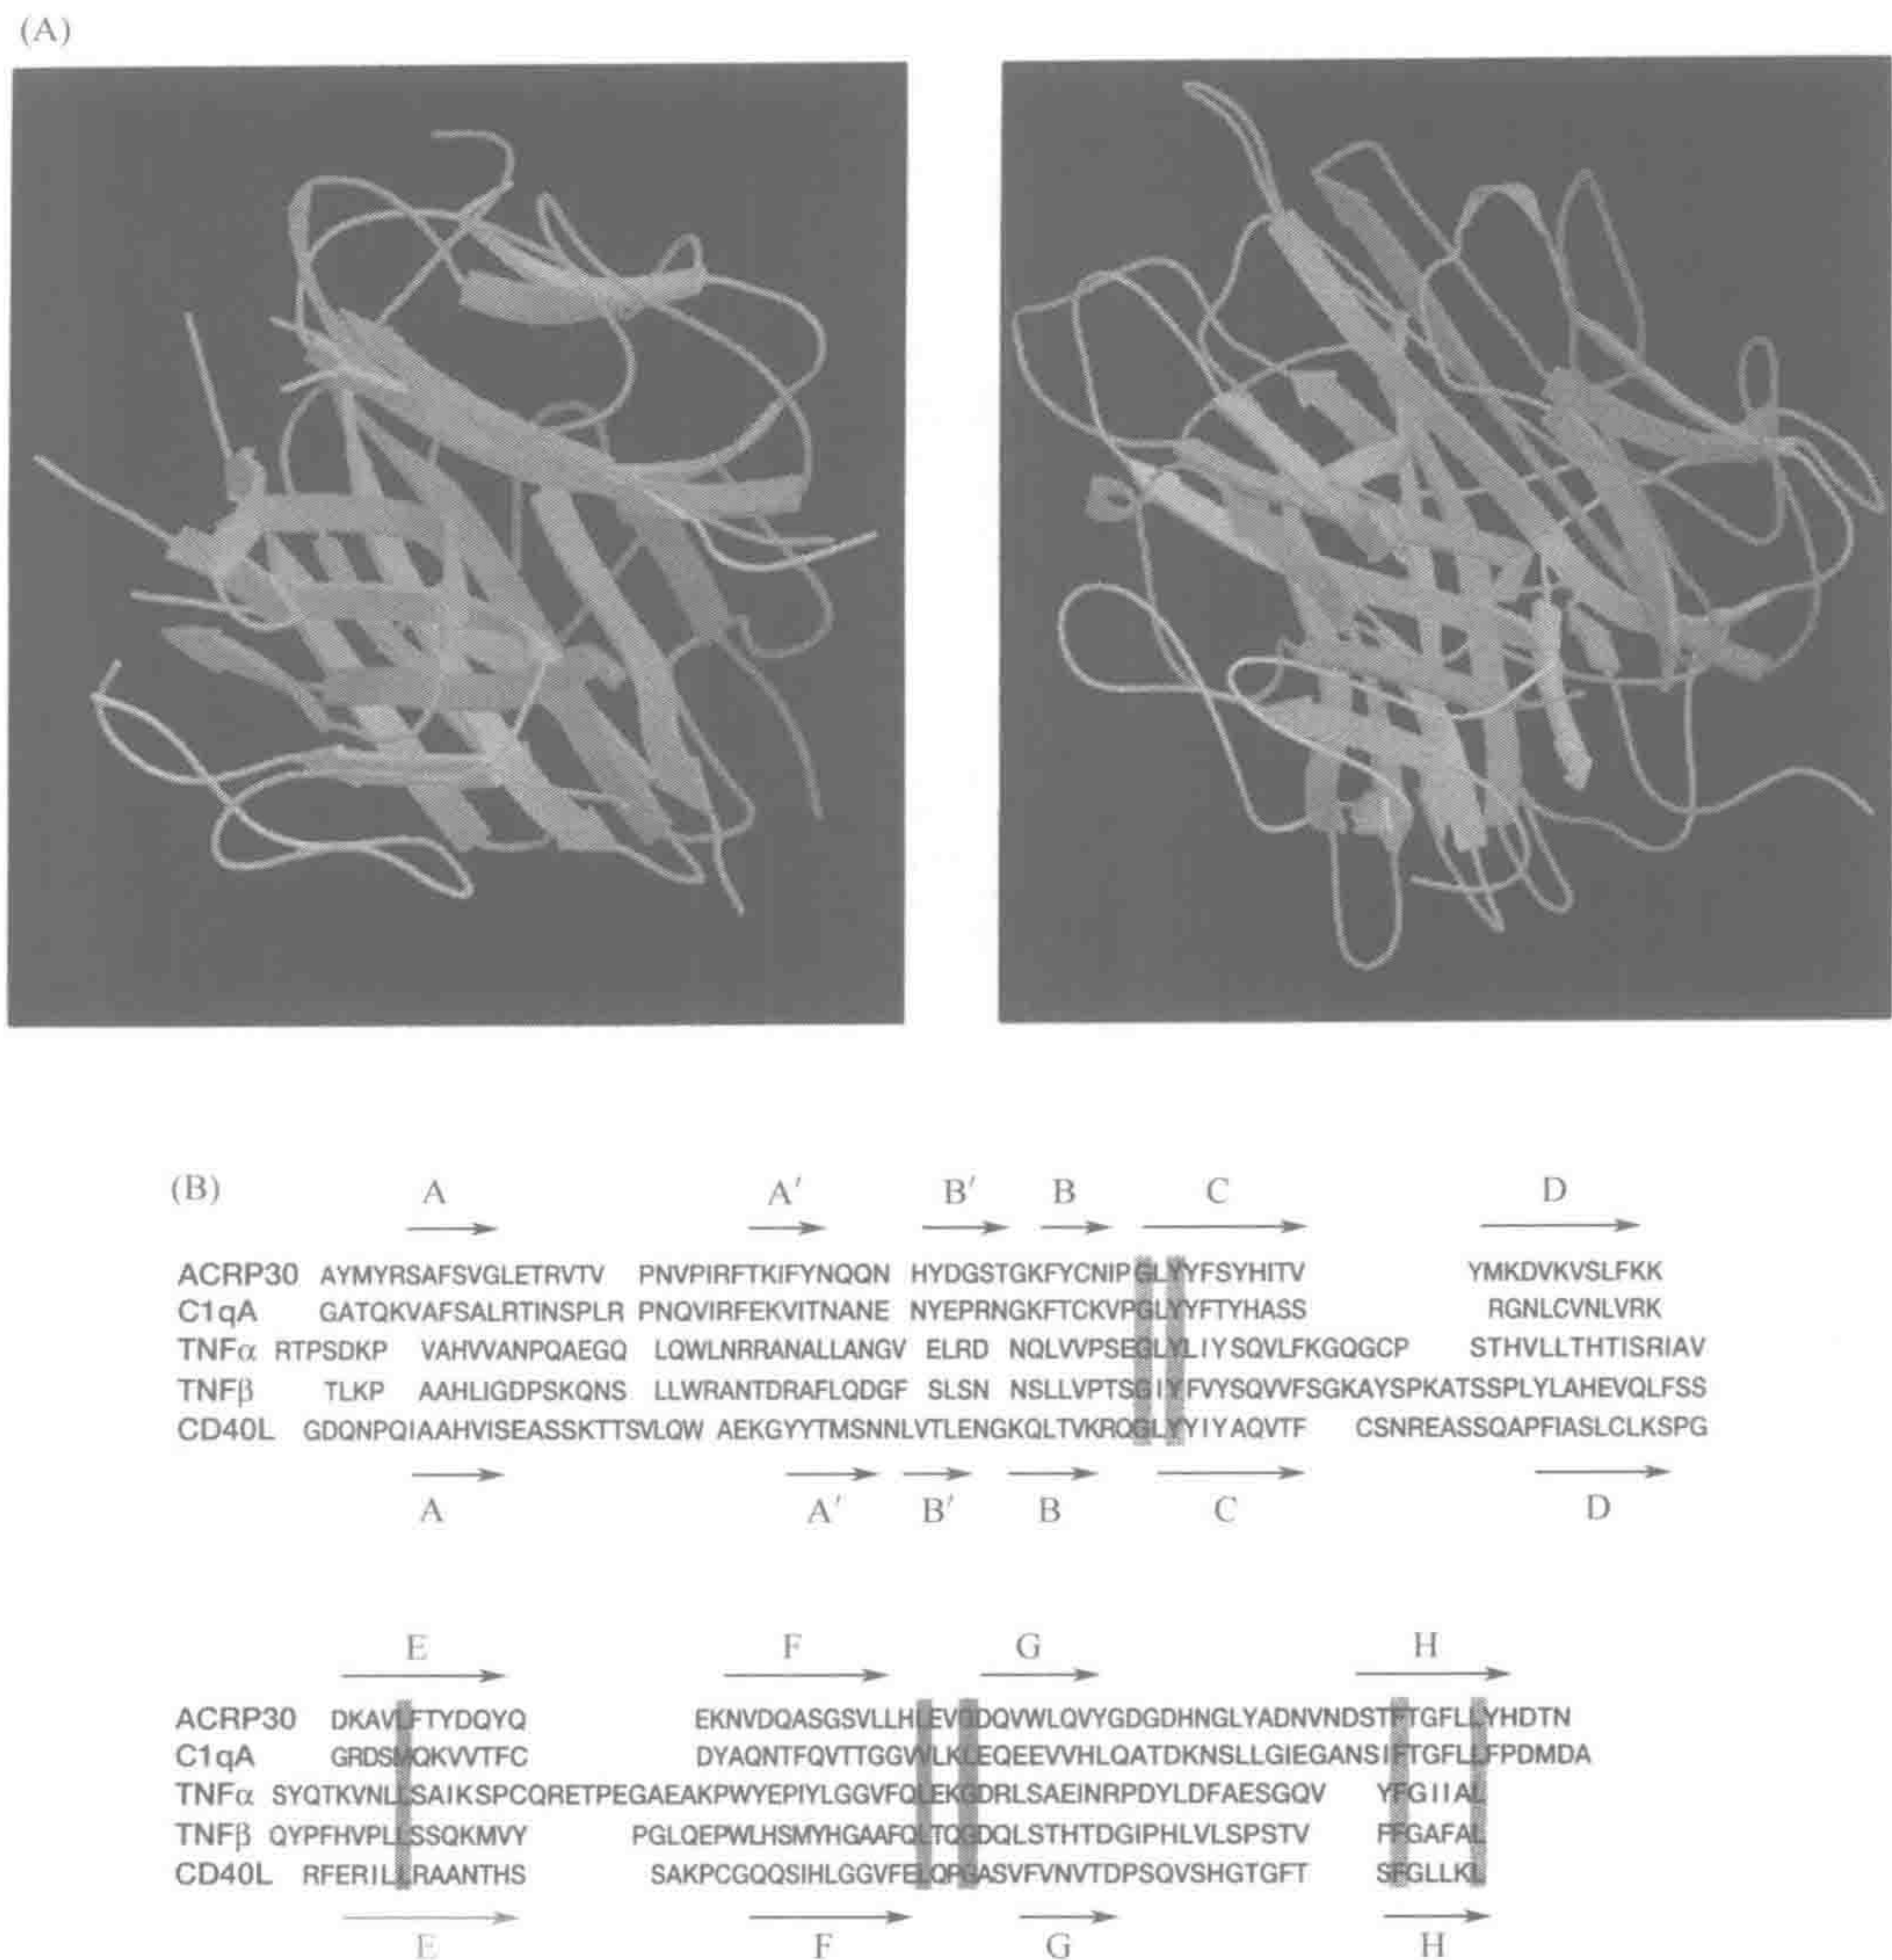 (A)
(B) A A′ B′ B C D
ACRP30 AYMYRSAFSVGLETRVTV PNVPIRFTKIFYNQQN HYDGSTGKFYCNIPGLYYFSYHITV YMKDVKVSLFKK
C1qA GATQKVAFSALRTINSPLR PNQVIRFEKVITNANE NYEPRNGKFTCKVPGLYYFTYHASS RGNLCVNLVRK
TNFα RTPSDKP VAHVVANPQAEGQ LQWLNRRANALLANGV ELRD NQLVVPSEGLYLIYSQVLFKGQGCP STHVLLTHTISRIAV
TNFβ TLKP AAHLIGDPSKQNS LLWRANTDRAFLQDGF SLSN NSLLVPTSGIYFVYSQVVFSGKAYSPKATSSPLYLAHEVQLFSS
CD40L GDQNPQIAAHVISEASSKTTSVLQW AEKGYYTMSNNLVTLENGKQLTVKRQGLYYIYAQVTF CSNREASSQAPFIASLCLKSPG
A A′ B′ B C D
E F G H
ACRP30 DKAVLFTYDQYQ EKNVDQASGSVLLHLEVGDQVWLQVYGDGDHNGLYADNVNDSTFTGFLLYHDTN
C1qA GRDSMQKVVTFC DYAQNTFQVTTGGVVLKLEQEEVVHLQATDKNSLLGIEGANSIFTGFLLFPDMDA
TNFα SYQTKVNLLSAIKSPCQRETPEGAEAKPWYEPIYLGGVFQLEKGDRLSAEINRPDYLDFAESGQV YFGIIAL
TNFβ QYPFHVPLLSSQKMVY PGLQEPWLHSMYHGAAFQLTQGDQLSTHTDGIPHLVLSPSTV FFGAFAL
CD40L RFERILLRAANTHS SAKPCGQQSIHLGGVFELQPGASVFVNVTDPSQVSHGTGFT SFGLLKL
E F G H